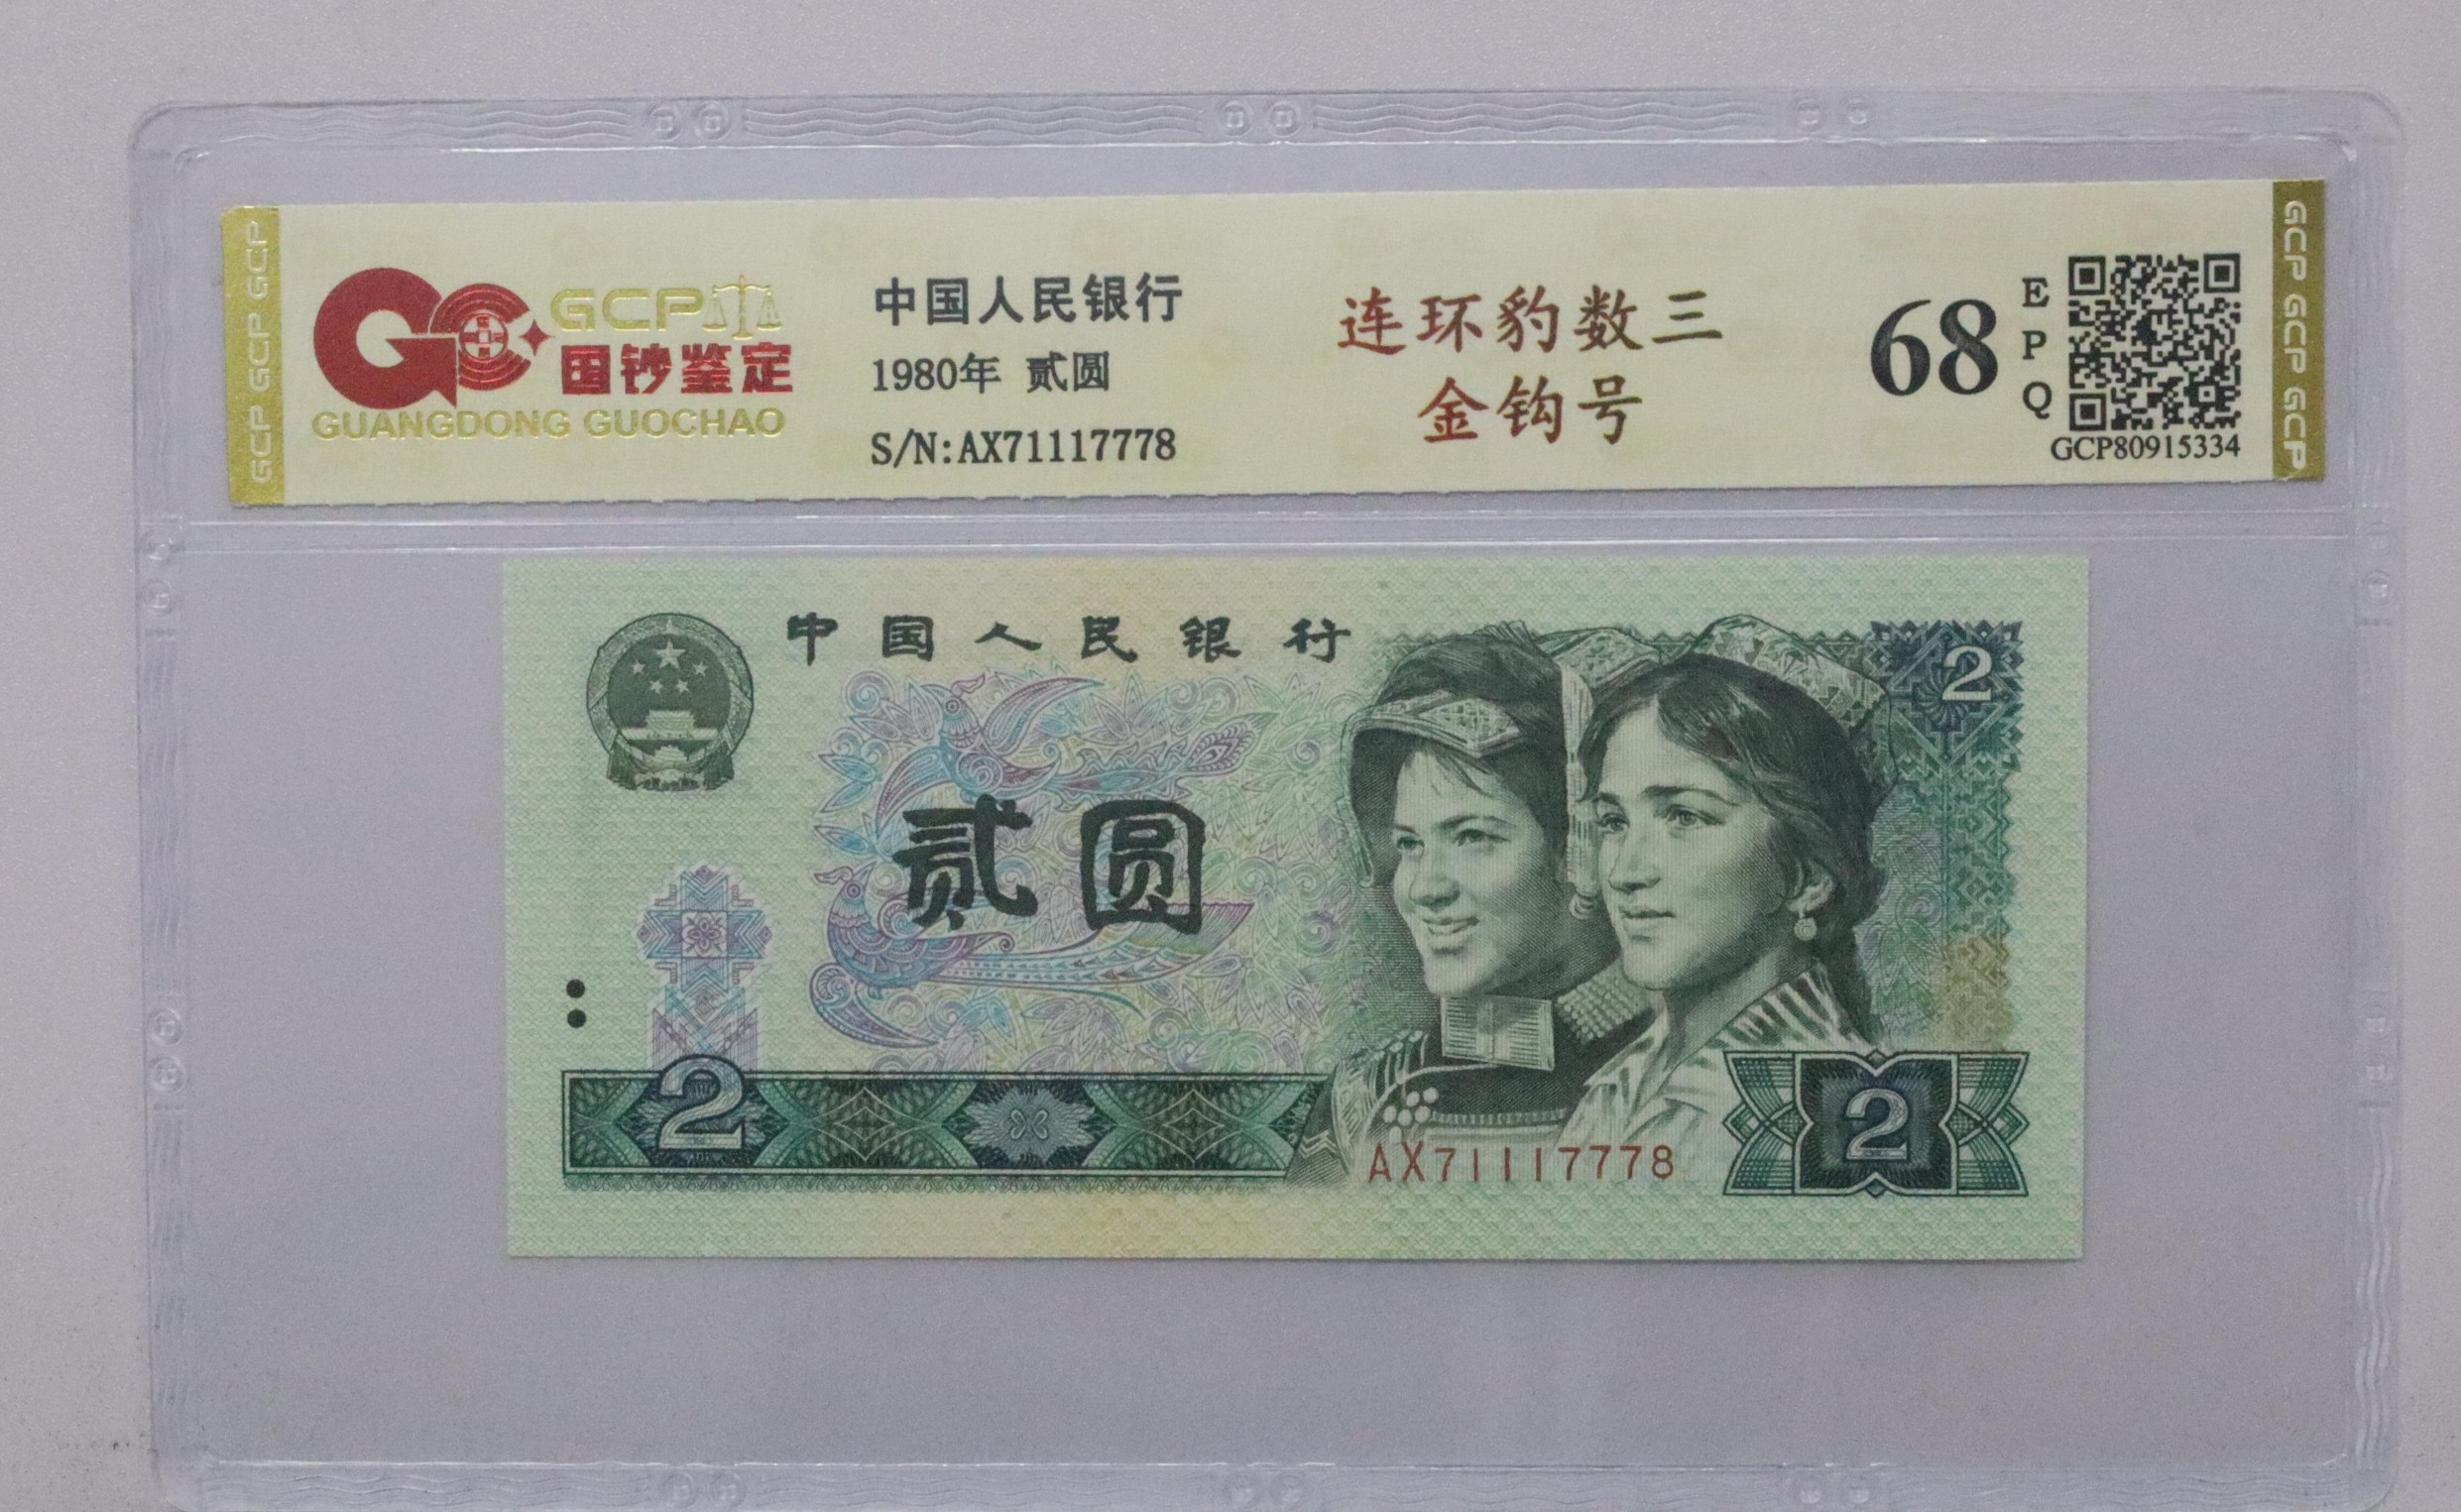 GCP GCP GCP
GCP
国钞鉴定
GUANGDONG GUOCHAO
中国人民银行
1980年 贰圆
S/N:AX71117778
连环豹数三
金钩号
68
EPQ
GCP80915334
GCP GCP GCP
中国人民银行
2
贰圆
2
AX71117778
2